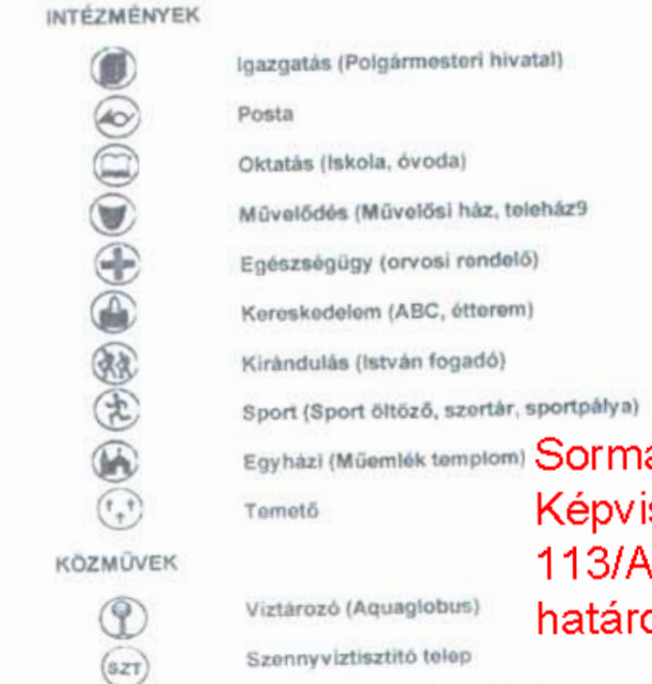 INTÉZMÉNYEK
Igazgatás (Polgármesteri hivatal)
Posta
Oktatás (Iskola, óvoda)
Művelődés (Művelősi ház, teleház9
Egészségügy (orvosi rendelő)
Kereskedelem (ABC, étterem)
Kirándulás (István fogadó)
Sport (Sport öltöző, szertár, sportpálya)
Egyházi (Műemlék templom)
Sorma
Képvis
Temető
113/A
KÖZMŰVEK
határo
Víztározó (Aquaglobus)
SZT Szennyvíztisztító telep